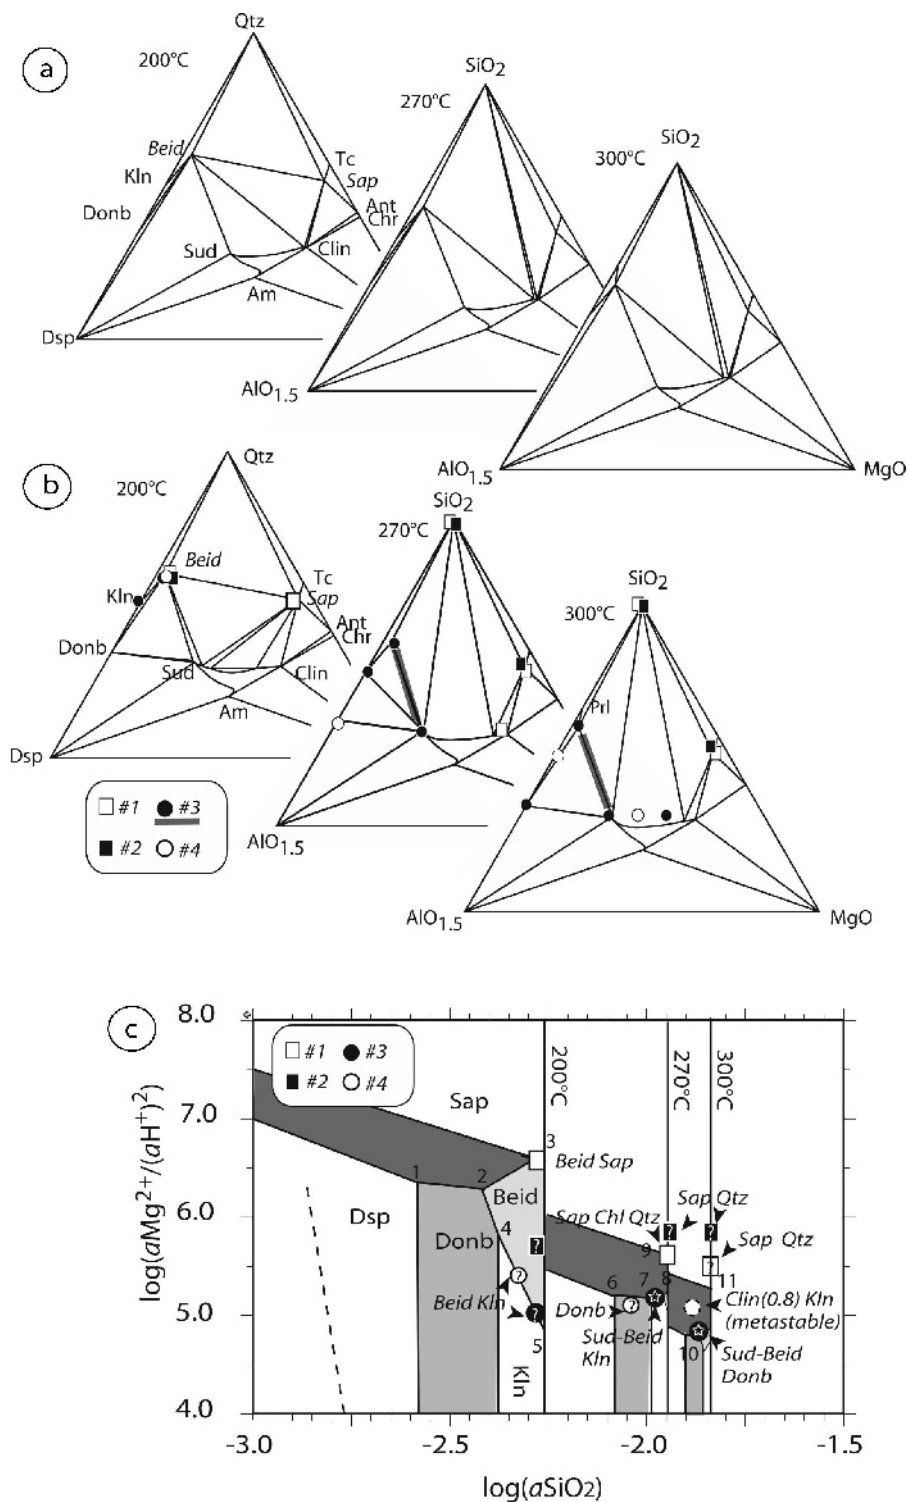 a
Qtz
200°C
Beid
Kln
Donb
Tc
Sap
Ant
Chr
Sud
Clin
Am
Dsp
SiO2
270°C
AlO1.5
SiO2
300°C
AlO1.5
MgO
b
Qtz
200°C
Beid
Kln
Tc
Sap
Donb
Ant
Chr
Sud
Clin
Am
Dsp
SiO2
270°C
AlO1.5
SiO2
300°C
Prl
AlO1.5
MgO
#1 #3
#2 #4
c
8.0
7.0
6.0
5.0
4.0
log(aMg2+/(aH+)2)
#1 #3
#2 #4
200°C
270°C
300°C
Sap
3
Beid Sap
1
2
Beid
Dsp
Donb
4
?
?
Beid Kln
?
5
Kln
Sap Chl Qtz
Sap Qtz
?
?
9
Sap Qtz
?
6
7
8
11
Donb
?
Clin(0.8) Kln
(metastable)
Sud-Beid
Kln
10
Sud-Beid
Donb
-3.0
-2.5
-2.0
-1.5
log(aSiO2)